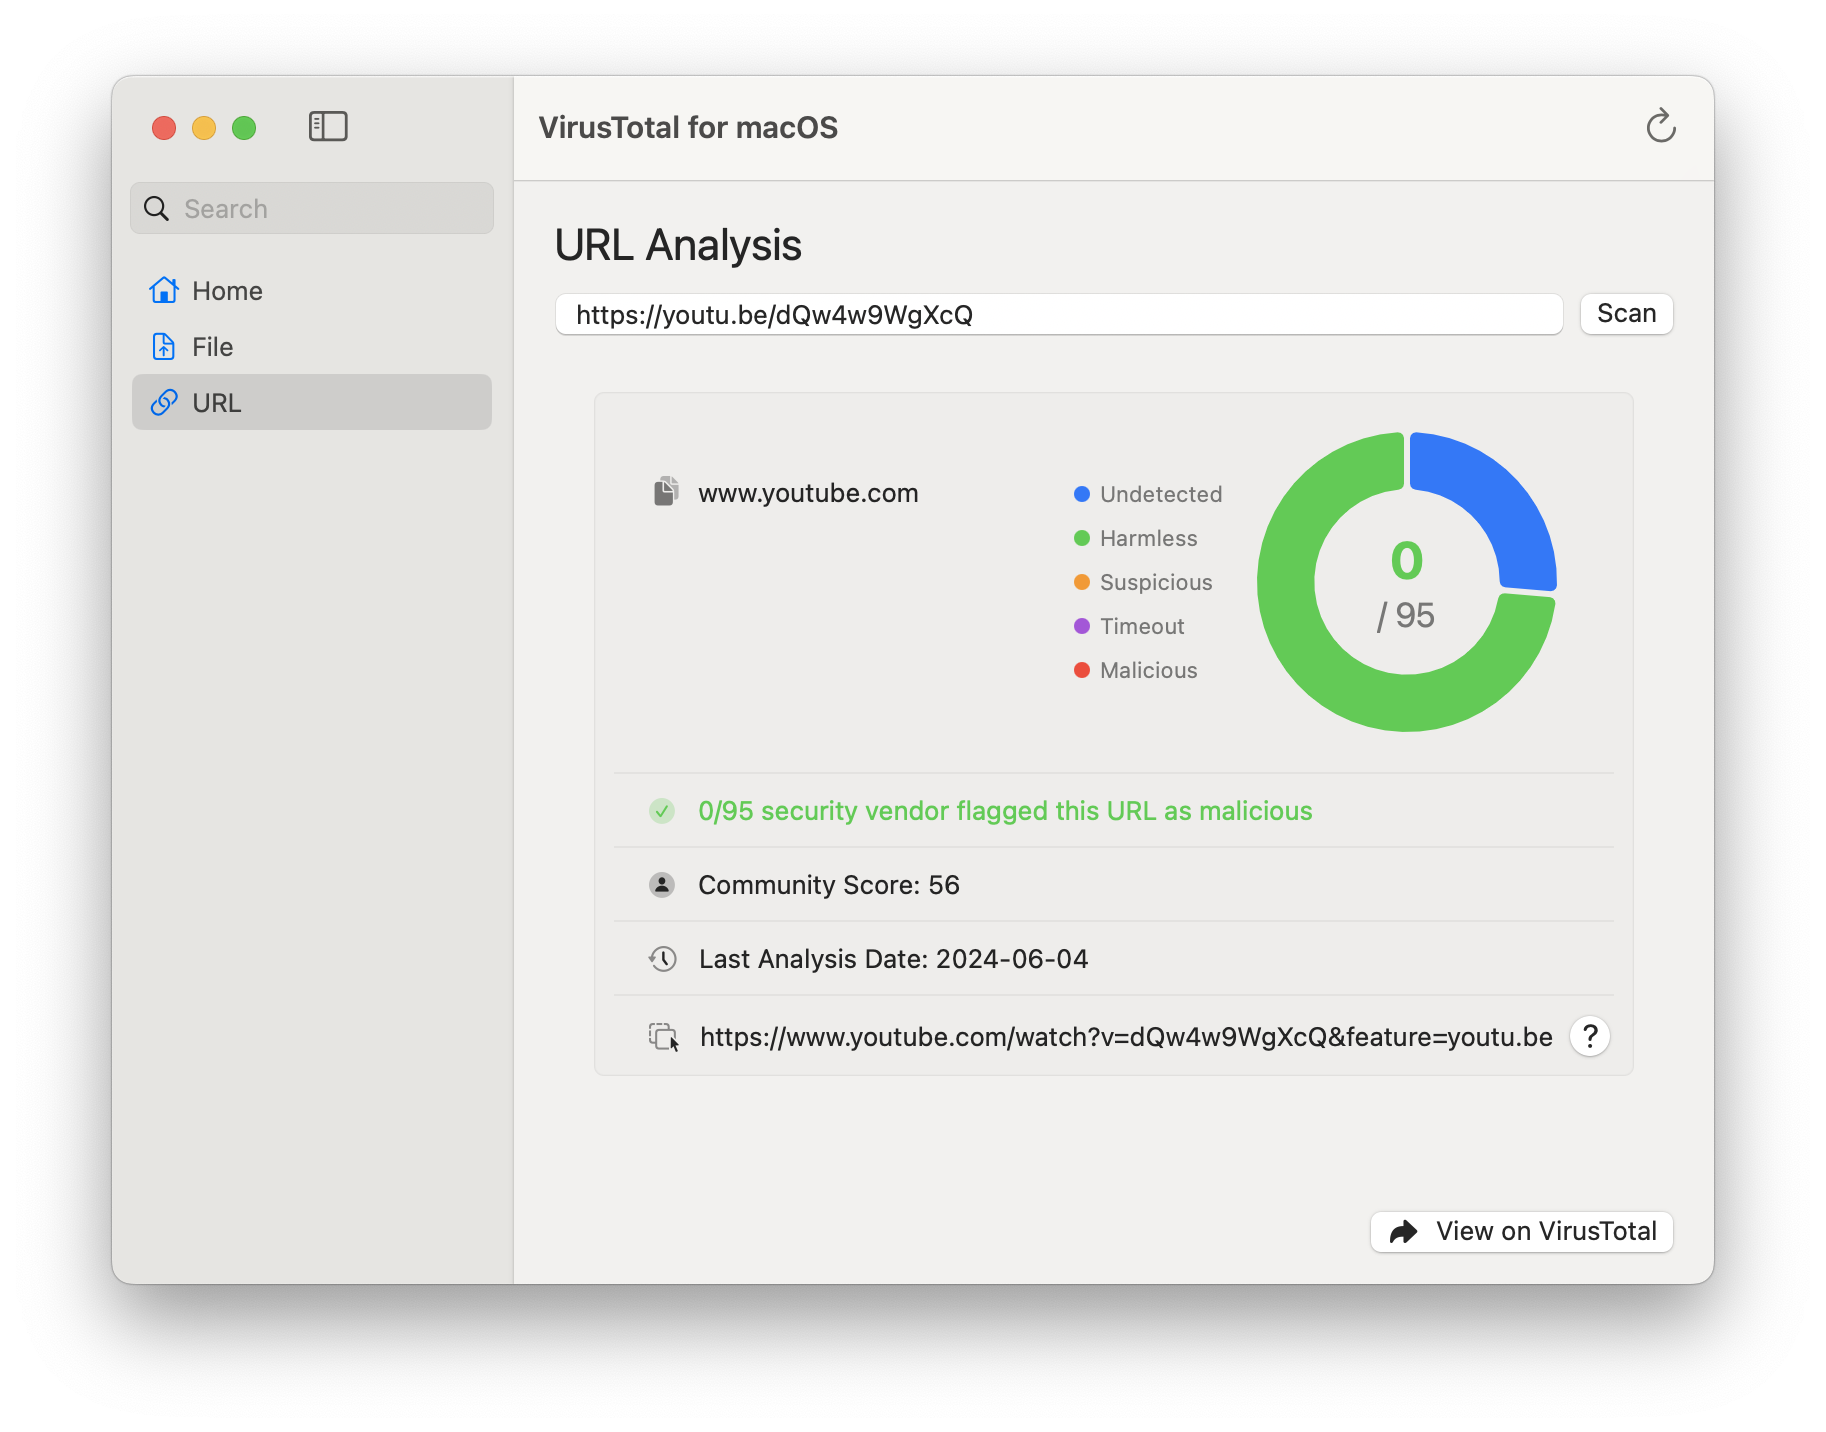 VirusTotal for macOS
Search
Home
File
URL
URL Analysis
https://youtu.be/dQw4w9WgXcQ
Scan
www.youtube.com
Undetected
Harmless
Suspicious
Timeout
Malicious
0
/ 95
0/95 security vendor flagged this URL as malicious
Community Score: 56
Last Analysis Date: 2024-06-04
https://www.youtube.com/watch?v=dQw4w9WgXcQ&feature=youtu.be
?
View on VirusTotal